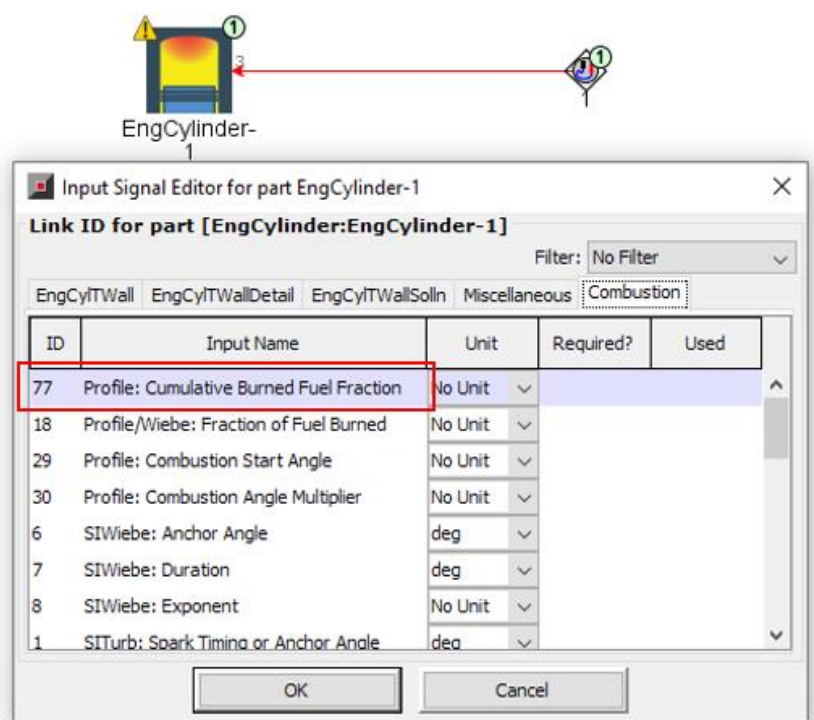 1
1
3
EngCylinder-
1
Input Signal Editor for part EngCylinder-1
Link ID for part [EngCylinder:EngCylinder-1]
Filter: No Filter
EngCylTWall EngCylTWallDetail EngCylTWallSolln Miscellaneous Combustion
ID Input Name Unit Required? Used
77 Profile: Cumulative Burned Fuel Fraction No Unit
18 Profile/Wiebe: Fraction of Fuel Burned No Unit
29 Profile: Combustion Start Angle No Unit
30 Profile: Combustion Angle Multiplier No Unit
6 SIWiebe: Anchor Angle deg
7 SIWiebe: Duration deg
8 SIWiebe: Exponent No Unit
1 SITurb: Spark Timing or Anchor Angle deg
OK Cancel